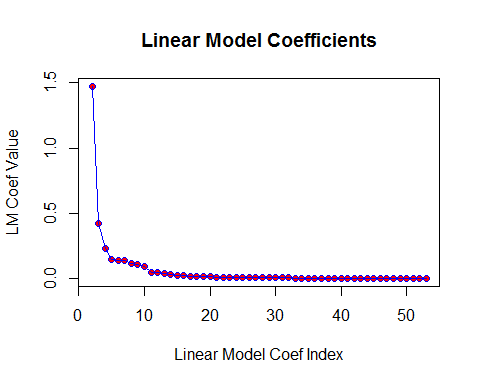 Linear Model Coefficients
LM Coef Value
0.0 0.5 1.0 1.5
0 10 20 30 40 50
Linear Model Coef Index